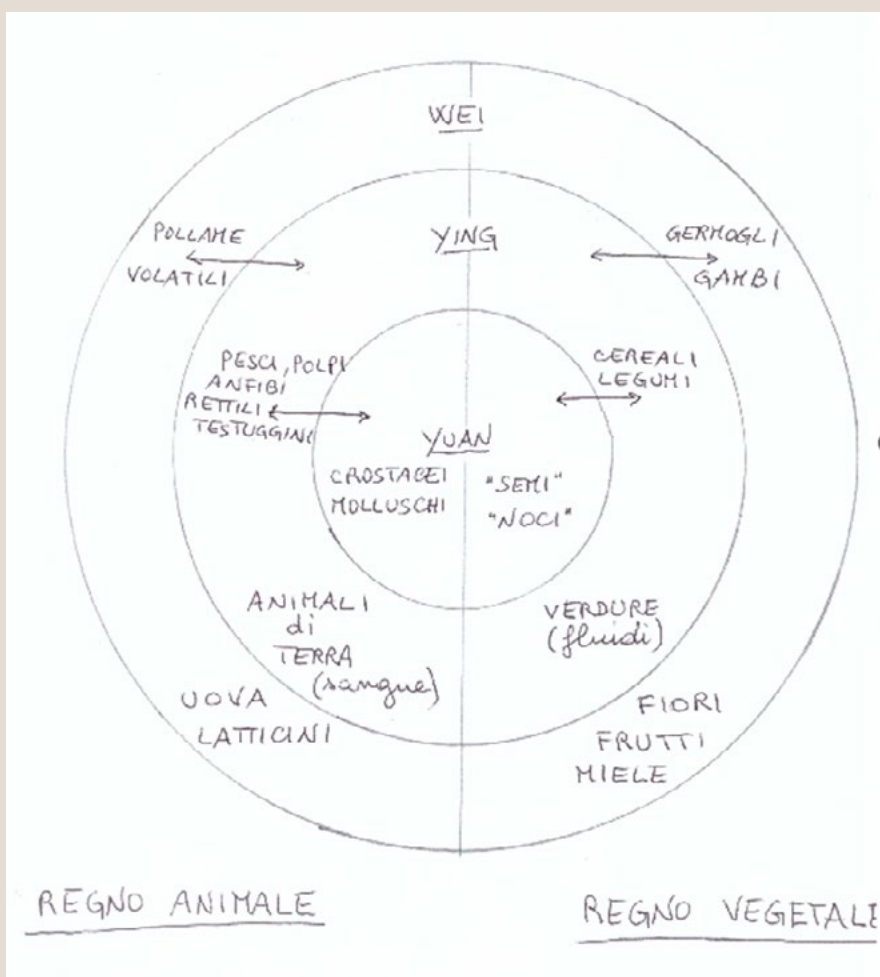 WEI
POLLAME
VOLATILI
YING
GERMOGLI
GAMBI
PESCI, POLPI
ANFIBI
RETTILI
TESTUGGINI
CEREALI
LEGUMI
YUAN
CROSTACEI
MOLLUSCHI
"SEMI"
"NOCI"
ANIMALI
di
TERRA
(sangue)
VERDURE
(fluidi)
UOVA
LATTICINI
FIORI
FRUTTI
MIELE
REGNO ANIMALE
REGNO VEGETALE